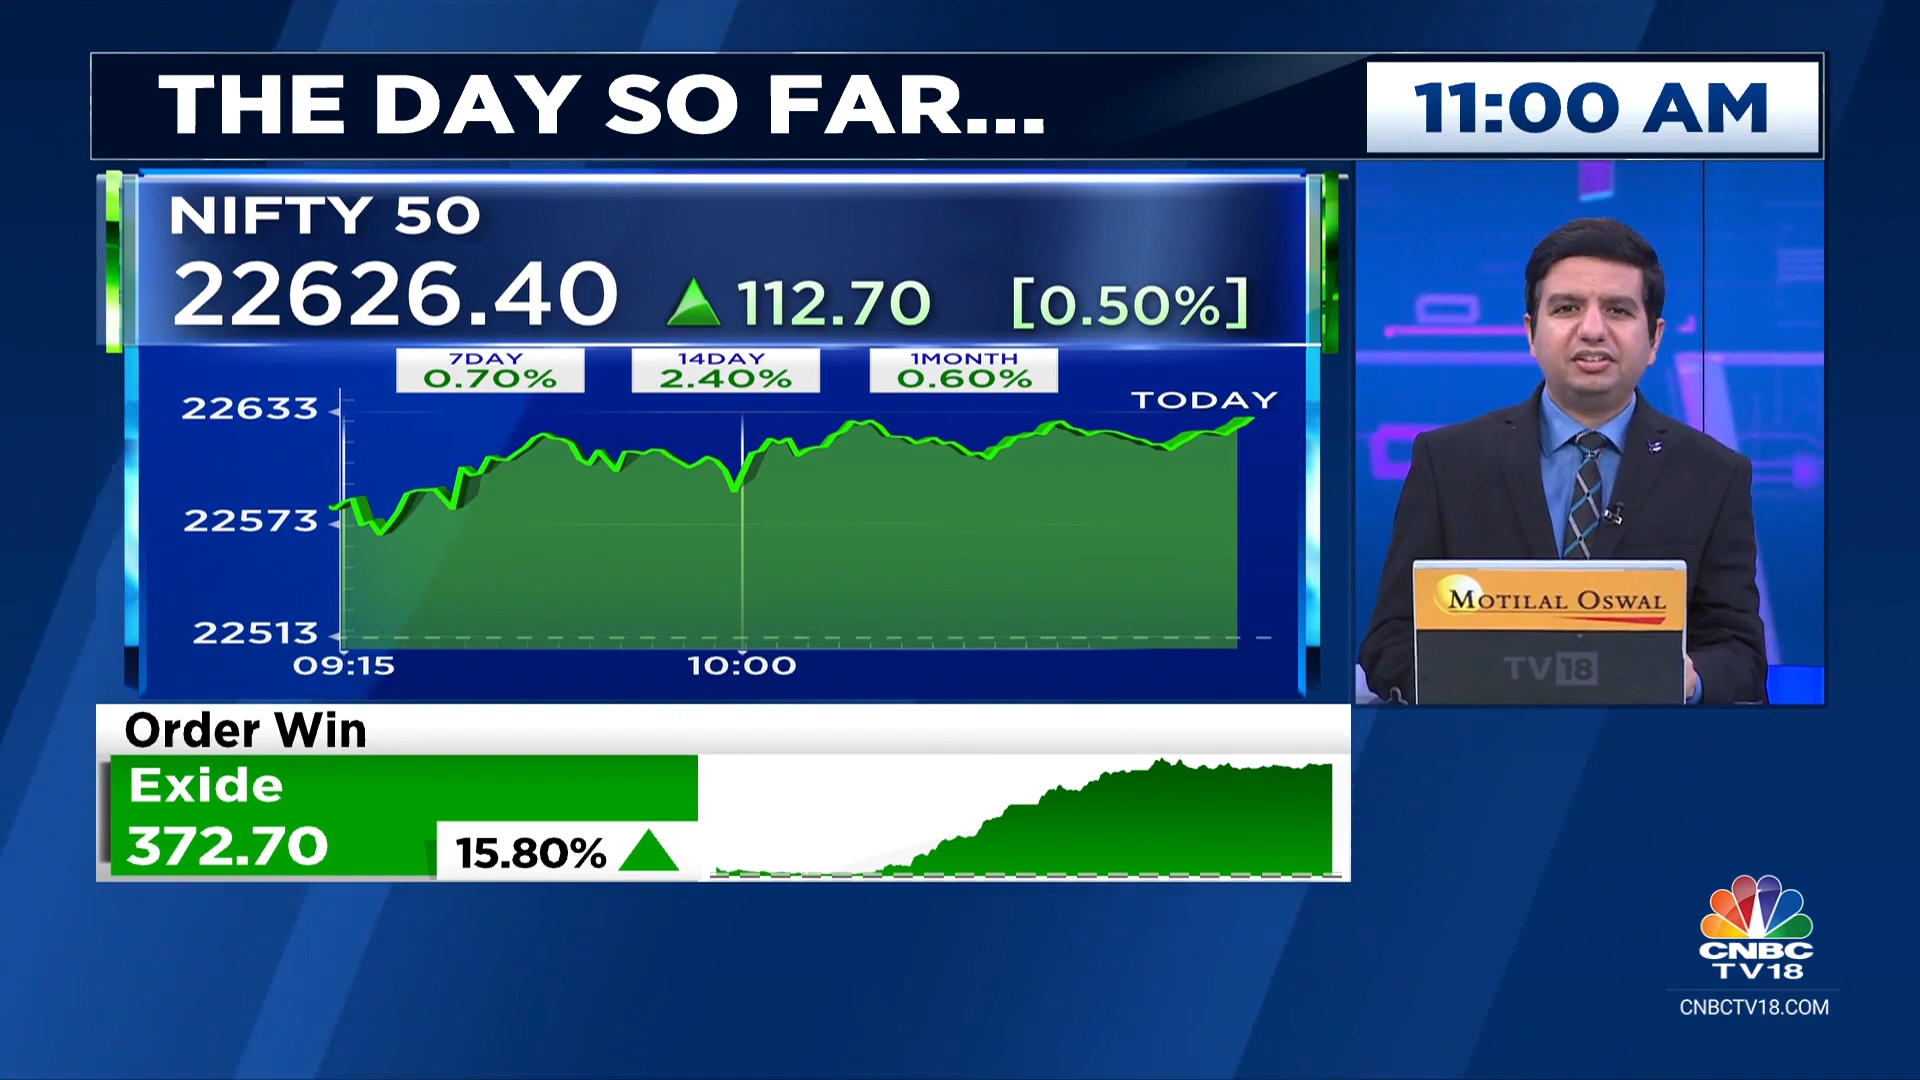 THE DAY SO FAR...
11:00 AM
NIFTY 50
22626.40 ▲ 112.70 [0.50%]
7DAY
0.70%
14DAY
2.40%
1MONTH
0.60%
TODAY
22633
22573
22513
09:15
10:00
MOTILAL OSWAL
TV18
Order Win
Exide
372.70
15.80% ▲
CNBC
TV18
CNBCTV18.COM